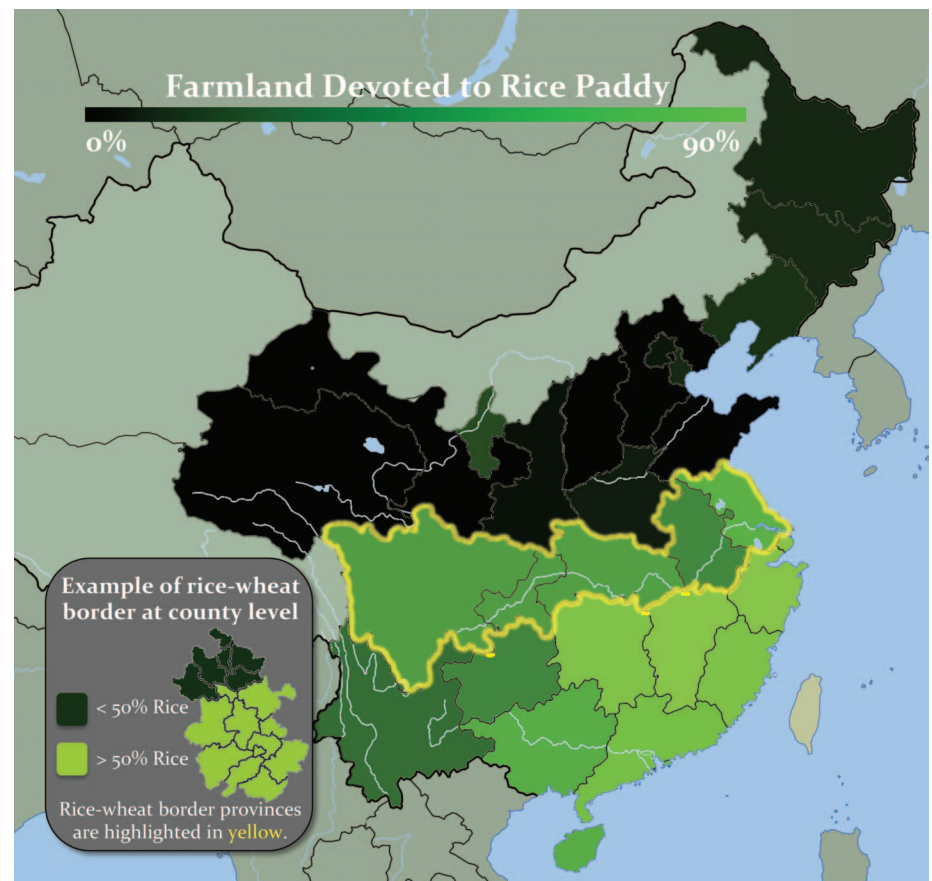 Farmland Devoted to Rice Paddy
0% 90%
Example of rice-wheat
border at county level
< 50% Rice
> 50% Rice
Rice-wheat border provinces
are highlighted in yellow.